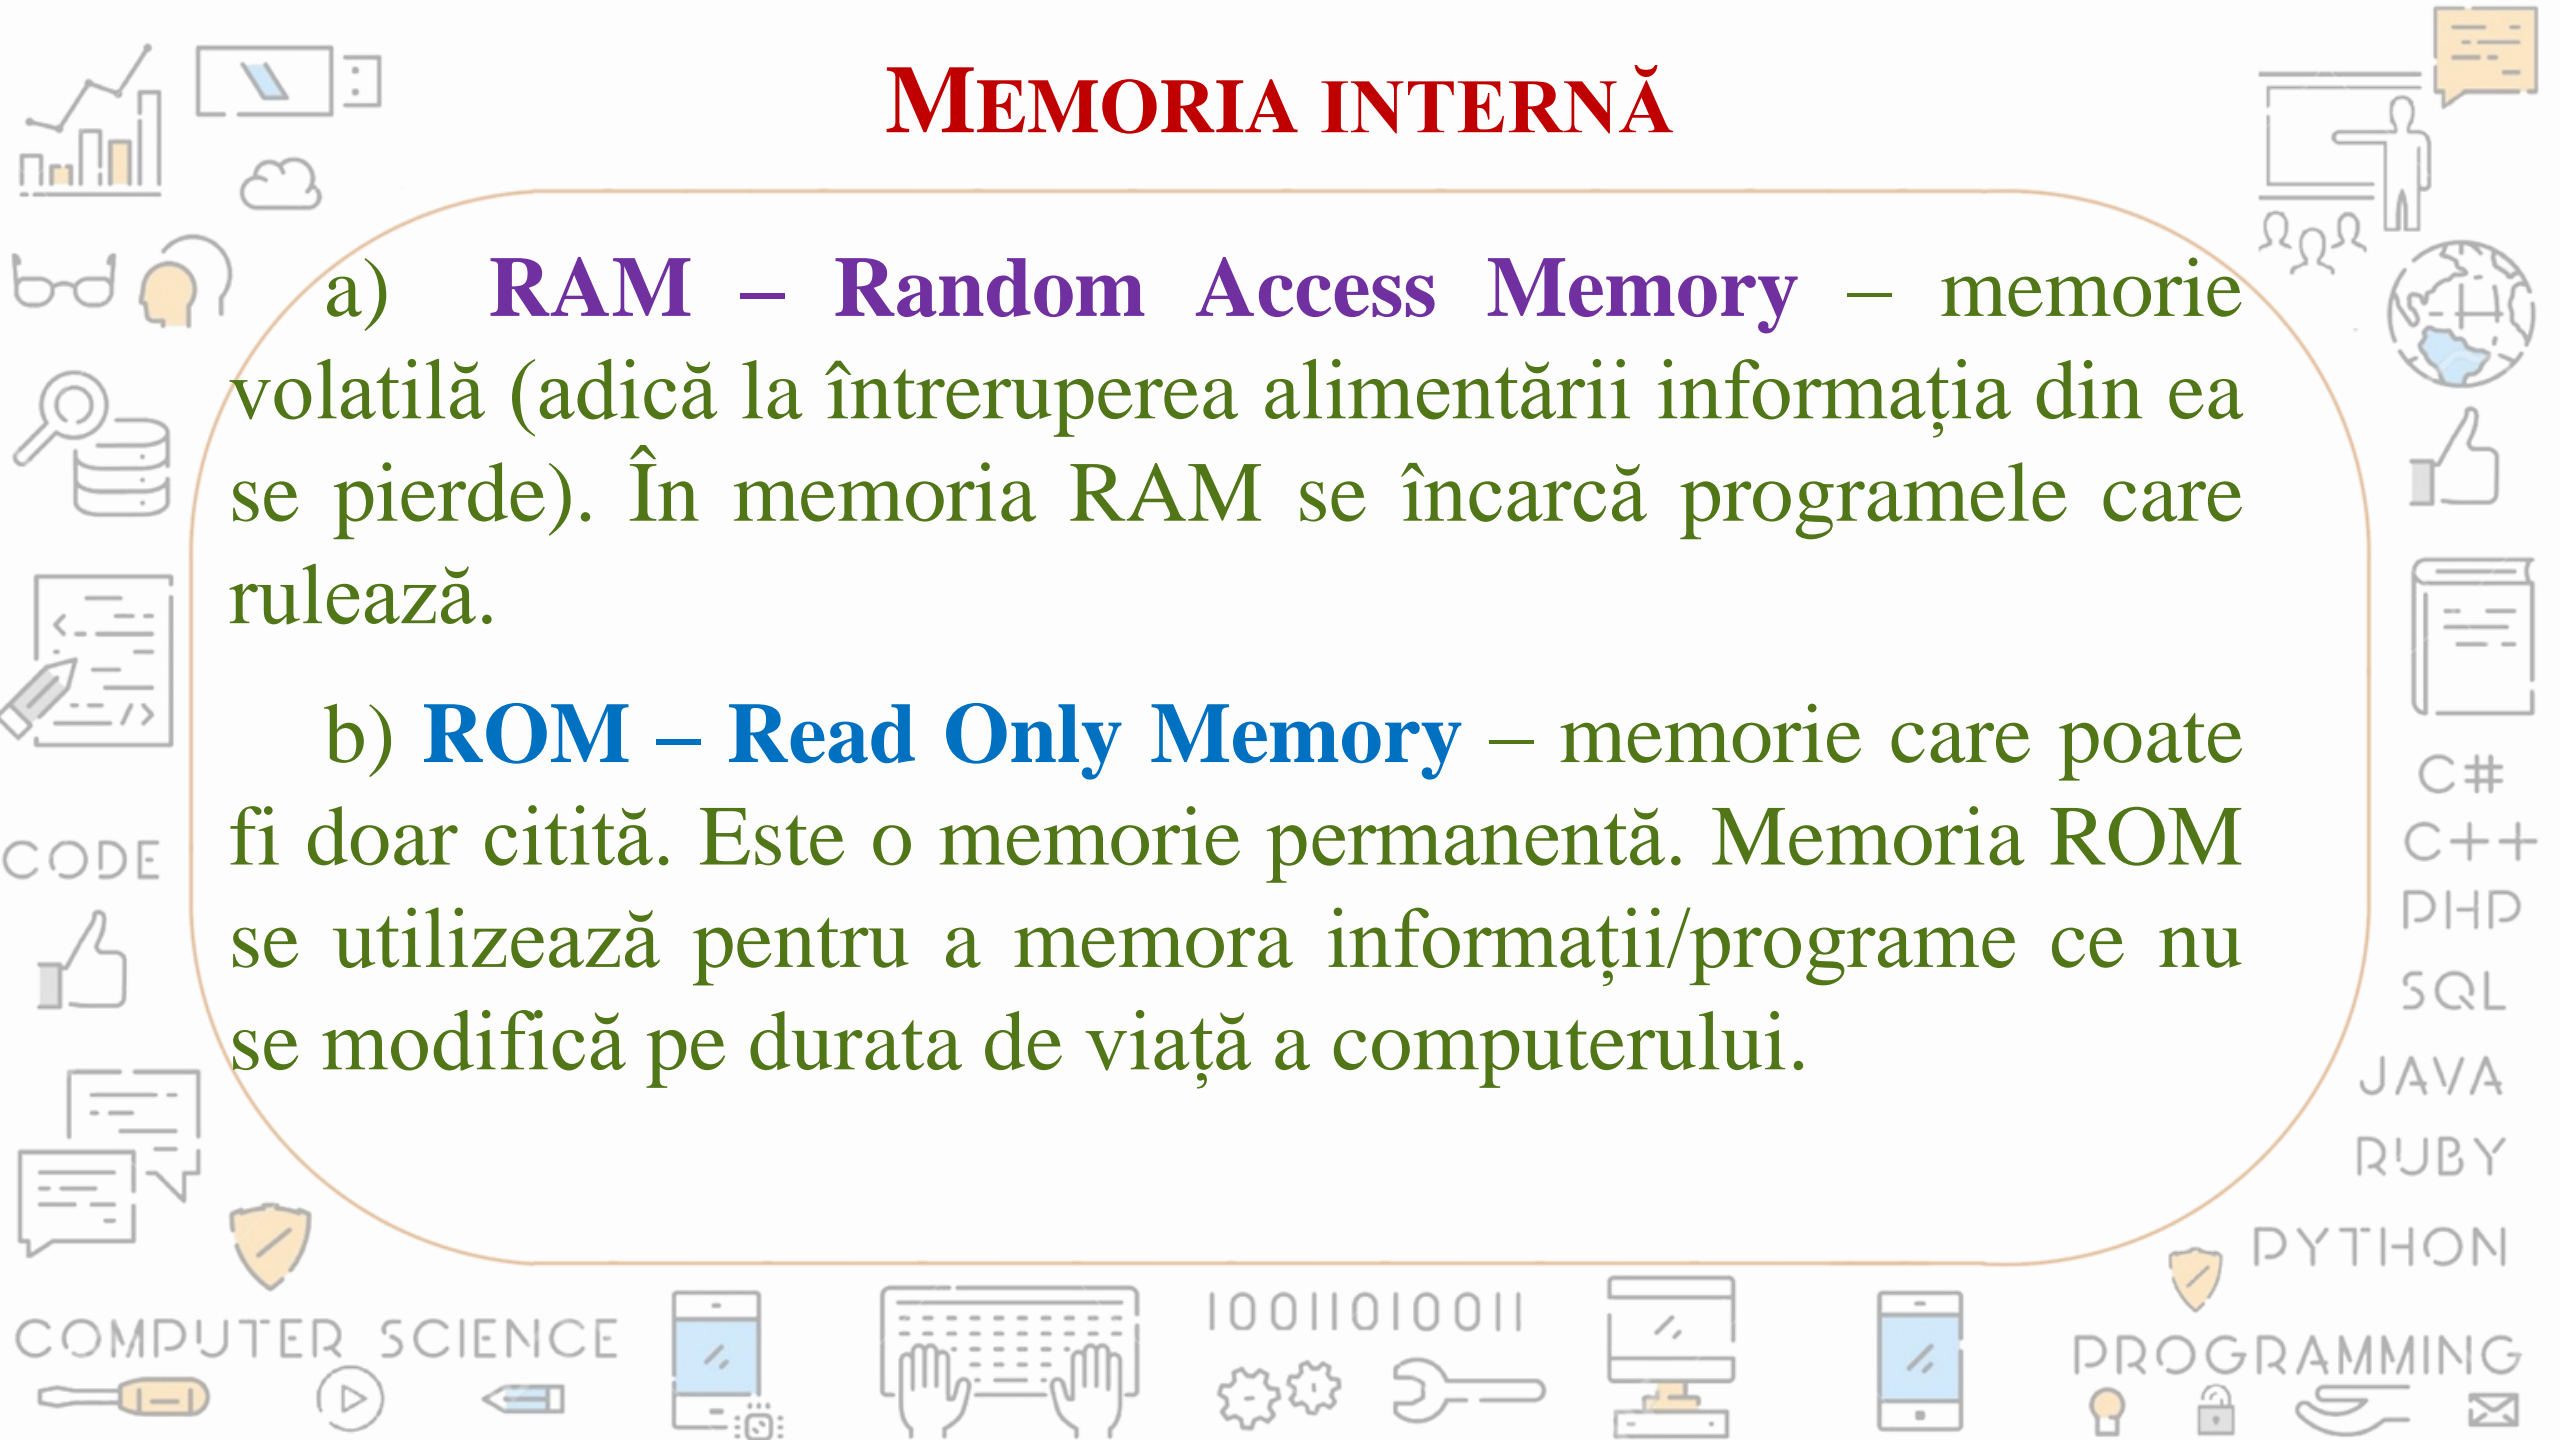 MEMORIA INTERNĂ
a) RAM – Random Access Memory – memorie
volatilă (adică la întreruperea alimentării informația din ea
se pierde). În memoria RAM se încarcă programele care
rulează.
b) ROM – Read Only Memory – memorie care poate
fi doar citită. Este o memorie permanentă. Memoria ROM
se utilizează pentru a memora informații/programe ce nu
se modifică pe durata de viață a computerului.
CODE
C#
C++
PHP
SQL
JAVA
RUBY
PYTHON
COMPUTER SCIENCE
10011010011
PROGRAMMING